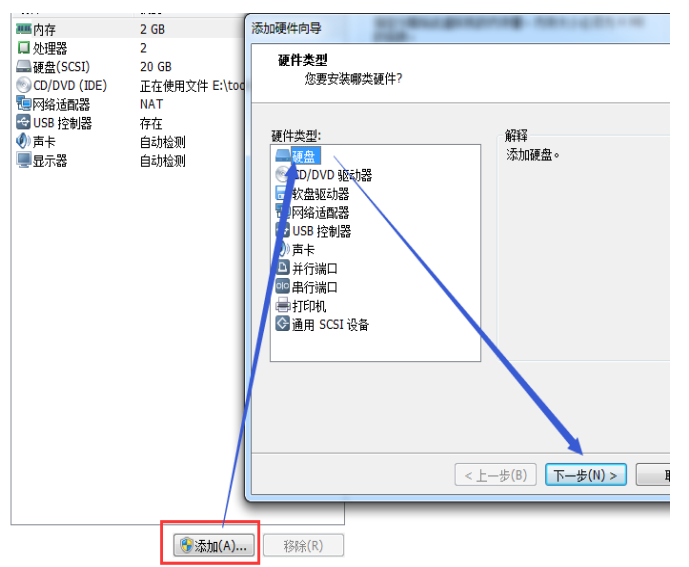 内存 2 GB
处理器 2
硬盘(SCSI) 20 GB
CD/DVD (IDE) 正在使用文件 E:\too
网络适配器 NAT
USB 控制器 存在
声卡 自动检测
显示器 自动检测
添加(A)...
移除(R)
添加硬件向导
硬件类型
您要安装哪类硬件?
硬件类型:
硬盘
CD/DVD 驱动器
软盘驱动器
网络适配器
USB 控制器
声卡
并行端口
串行端口
打印机
通用 SCSI 设备
解释
添加硬盘。
< 上一步(B)
下一步(N) >